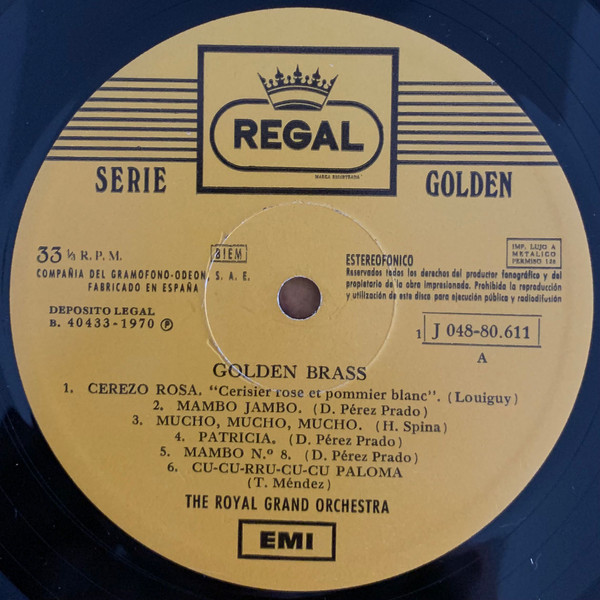 REGAL
MARCA REGISTRADA
SERIE GOLDEN
33 ⅓ R. P. M.
BIEM
COMPAÑIA DEL GRAMOFONO-ODEON, S. A. E.
FABRICADO EN ESPAÑA
DEPOSITO LEGAL
B. 40433-1970 Ⓟ
ESTEREOFONICO
Reservados todos los derechos del productor fonográfico y del
propietario de la obra impresionada. Prohibida la reproducción
y utilización de este disco para ejecución pública y radiodifusión
IMP. LUJO A
METALICO
PERMISO 128
1 J 048-80.611
A
GOLDEN BRASS
1. CEREZO ROSA. "Cerisier rose et pommier blanc". (Louiguy)
2. MAMBO JAMBO. (D. Pérez Prado)
3. MUCHO, MUCHO, MUCHO. (H. Spina)
4. PATRICIA. (D. Pérez Prado)
5. MAMBO N.º 8. (D. Pérez Prado)
6. CU-CU-RRU-CU-CU PALOMA
(T. Méndez)
THE ROYAL GRAND ORCHESTRA
EMI